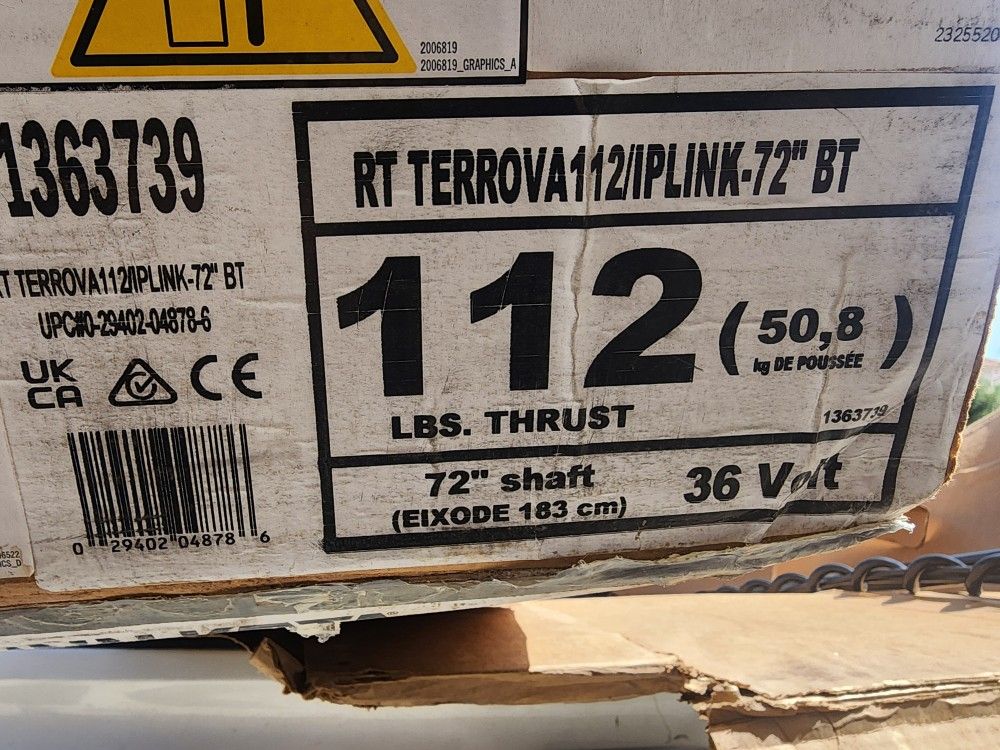 2006819
2006819_GRAPHICS_A
2325520
1363739
RT TERROVA112/IPLINK-72" BT
UPC#0-29402-04878-6
UK
CA
CE
0 29402 04878 6
RT TERROVA112/IPLINK-72" BT
112 (50,8
kg DE POUSSÉE)
LBS. THRUST
1363739
72" shaft
(EIXODE 183 cm)
36 Volt
6522
ICS_D